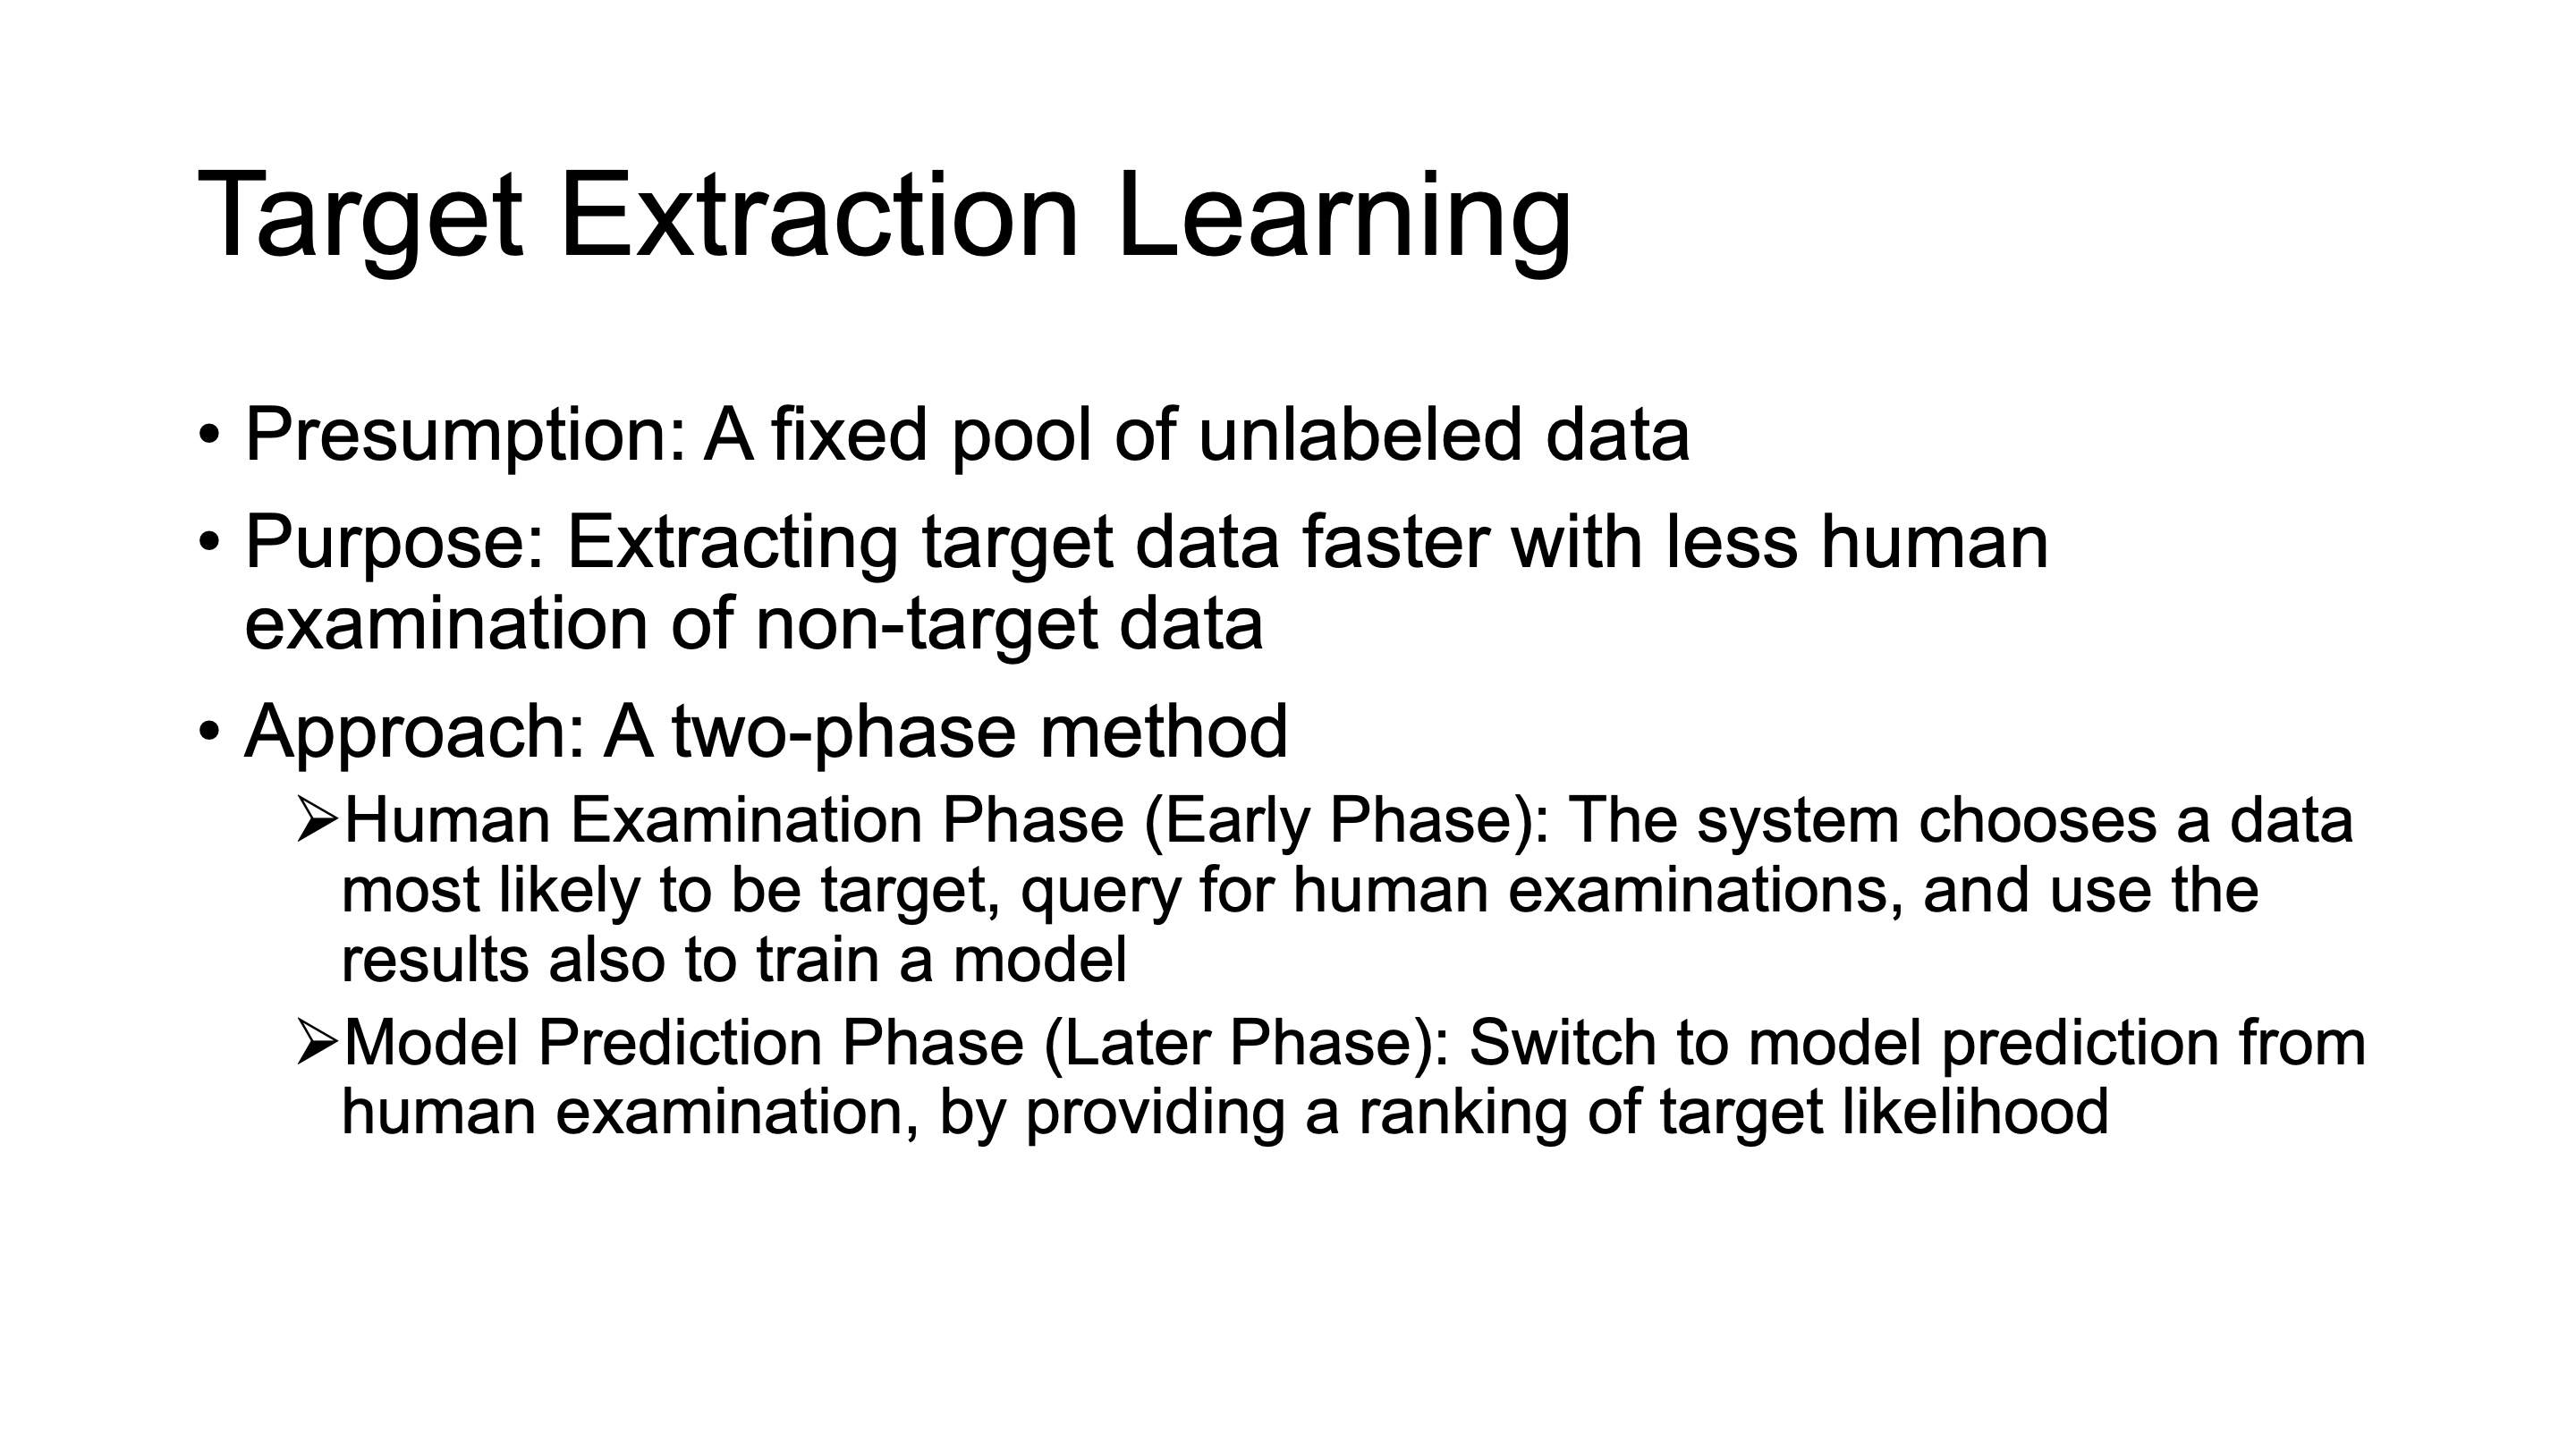 Target Extraction Learning
• Presumption: A fixed pool of unlabeled data
• Purpose: Extracting target data faster with less human
examination of non-target data
• Approach: A two-phase method
➢Human Examination Phase (Early Phase): The system chooses a data
most likely to be target, query for human examinations, and use the
results also to train a model
➢Model Prediction Phase (Later Phase): Switch to model prediction from
human examination, by providing a ranking of target likelihood